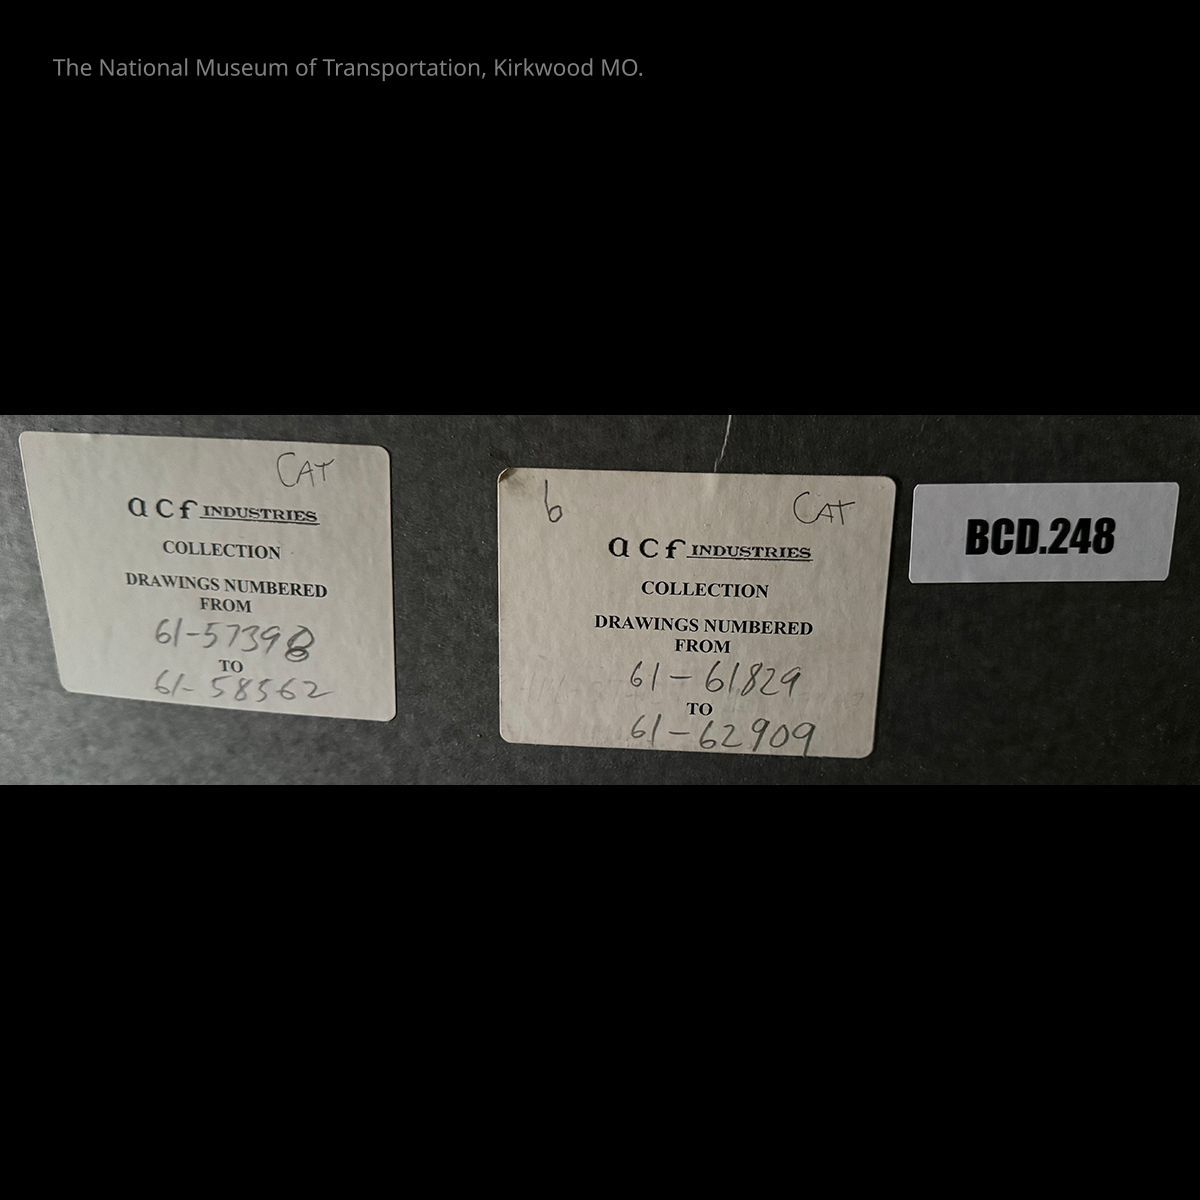 The National Museum of Transportation, Kirkwood MO.
CAT
acf INDUSTRIES
COLLECTION
DRAWINGS NUMBERED
FROM
61-57398
TO
61-58562
b
CAT
acf INDUSTRIES
COLLECTION
DRAWINGS NUMBERED
FROM
61-61829
TO
61-62909
BCD.248